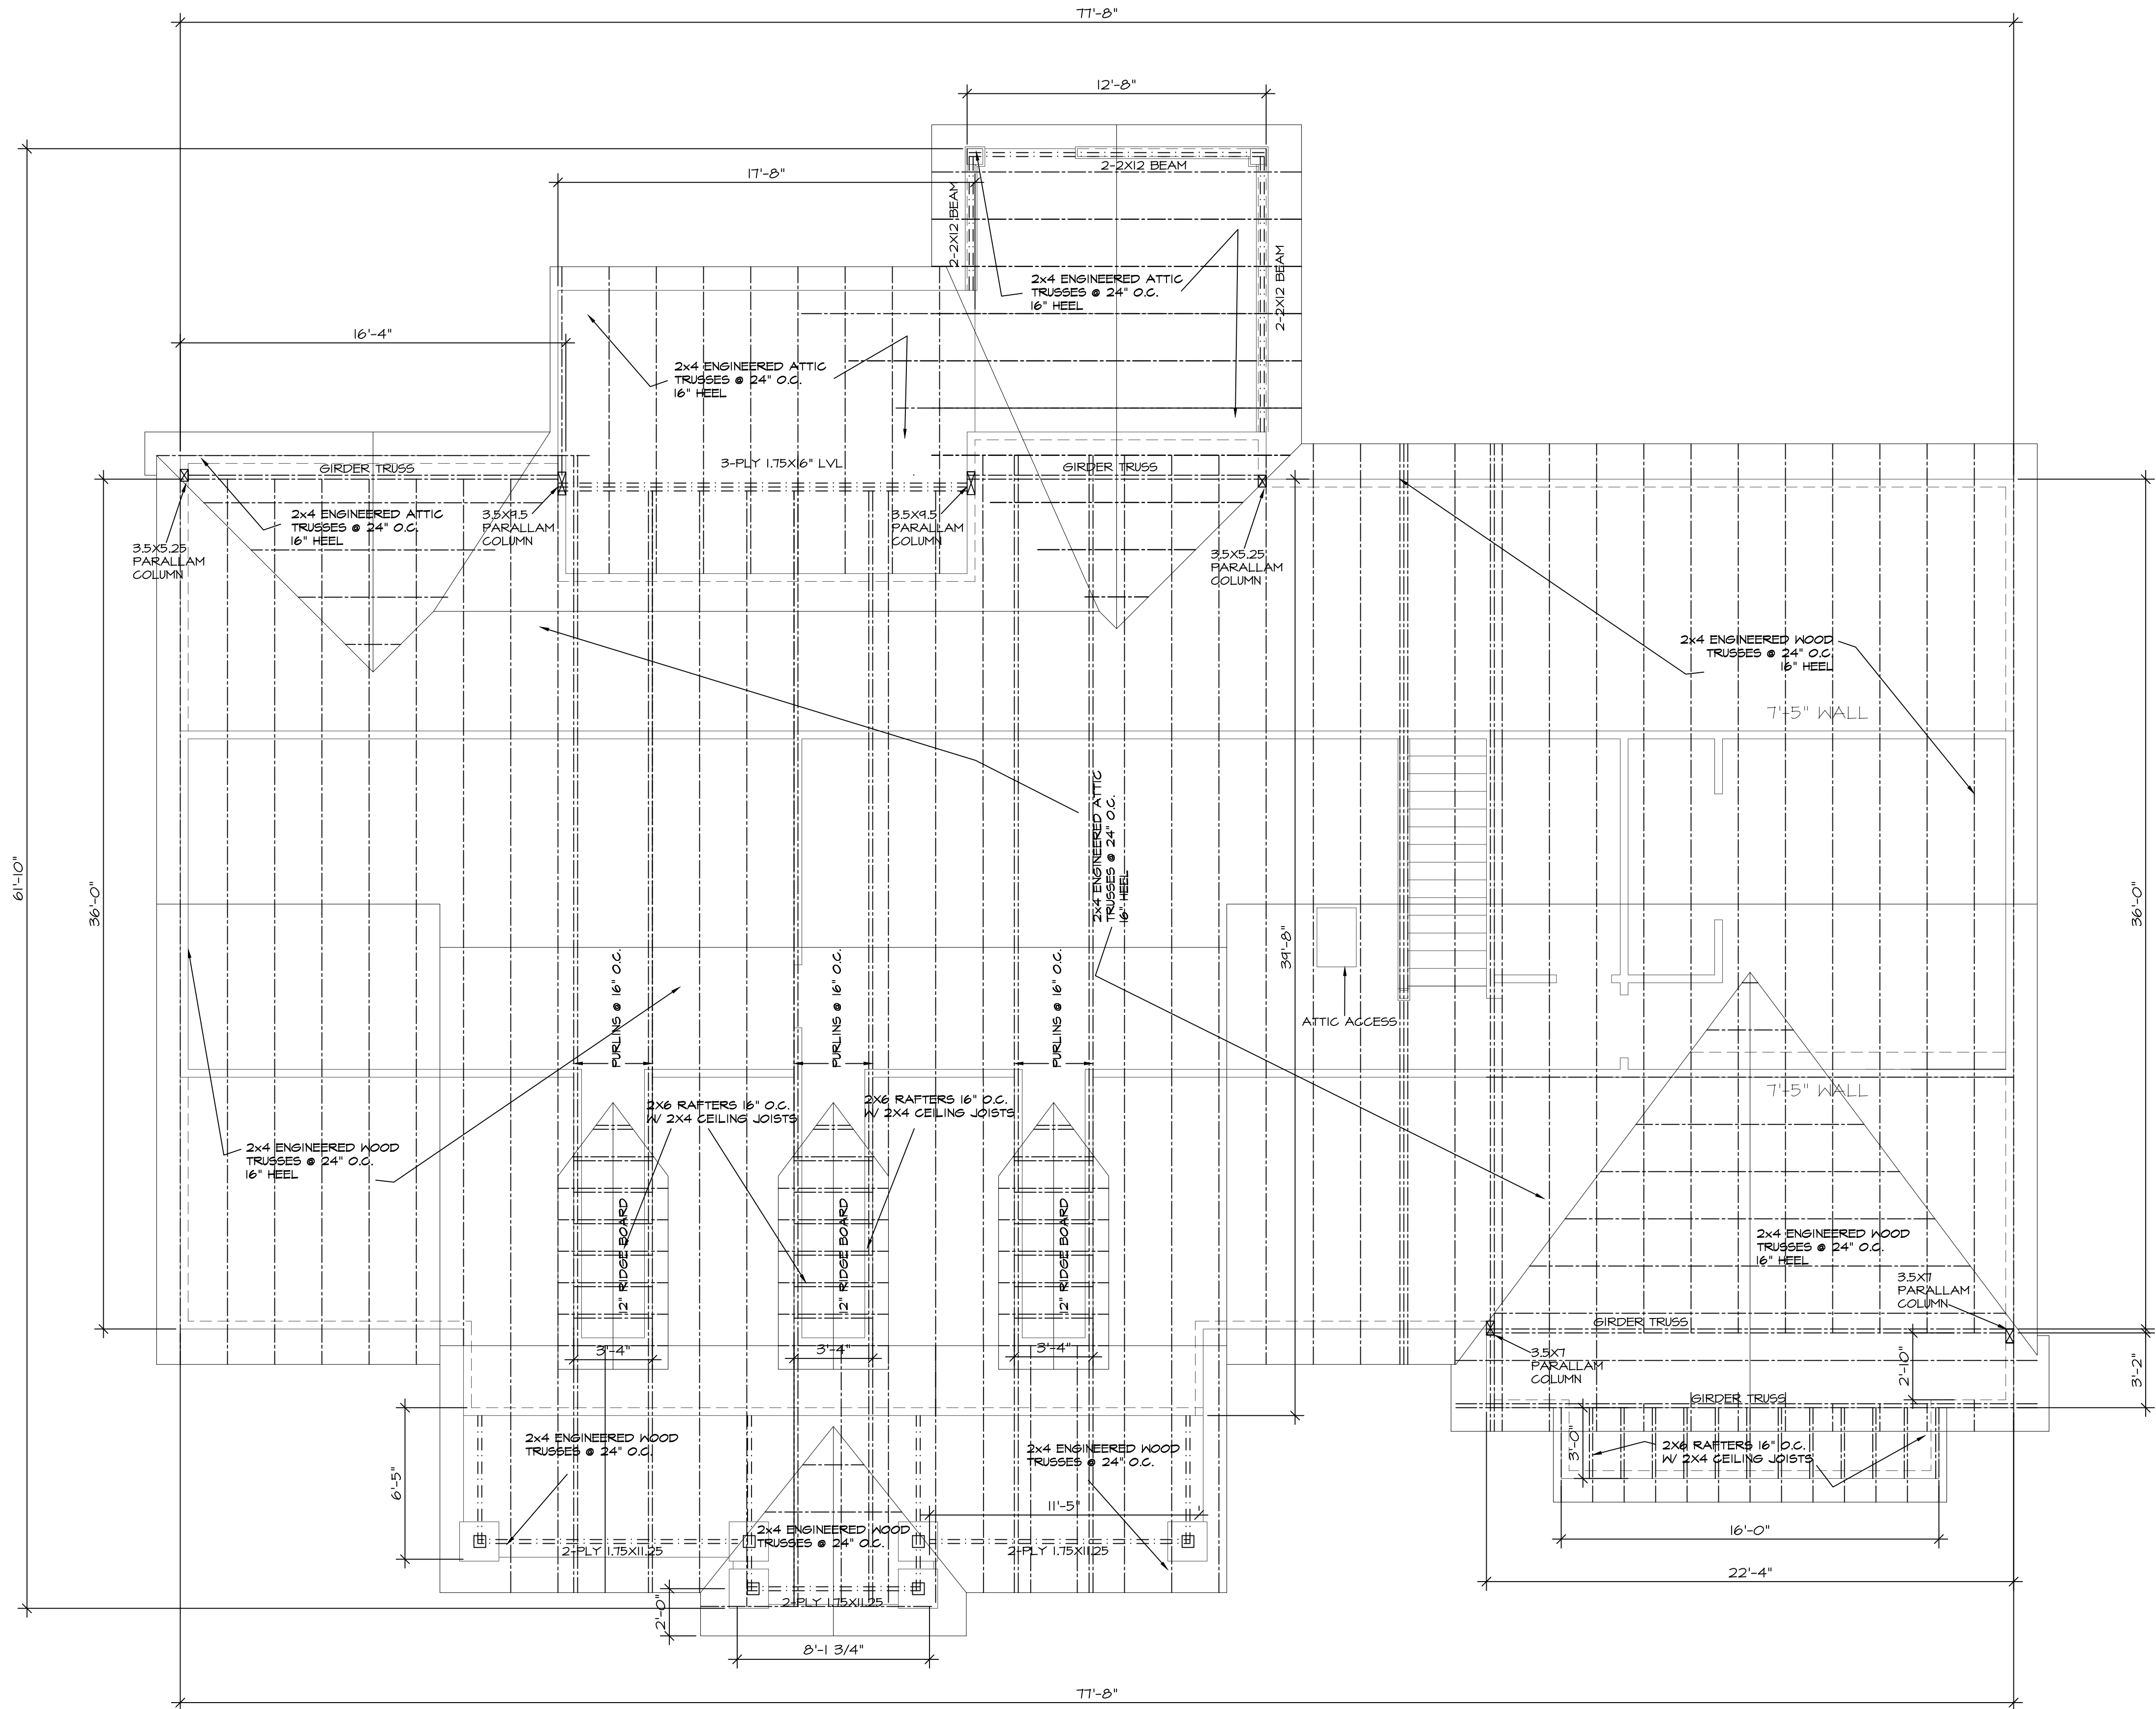 77'-8"
12'-8"
17'-8"
2-2X12 BEAM
2-2X12 BEAM
2-2X12 BEAM
2x4 ENGINEERED ATTIC
TRUSSES @ 24" O.C.
16" HEEL
16'-4"
2x4 ENGINEERED ATTIC
TRUSSES @ 24" O.C.
16" HEEL
GIRDER TRUSS
3-PLY 1.75X16" LVL
GIRDER TRUSS
2x4 ENGINEERED ATTIC
TRUSSES @ 24" O.C.
16" HEEL
3.5X9.5
PARALLAM
COLUMN
3.5X9.5
PARALLAM
COLUMN
3.5X5.25
PARALLAM
COLUMN
3.5X5.25
PARALLAM
COLUMN
2x4 ENGINEERED WOOD
TRUSSES @ 24" O.C.
16" HEEL
7'-5" WALL
61'-10"
36'-0"
2x4 ENGINEERED ATTIC
TRUSSES @ 24" O.C.
16" HEEL
39'-8"
36'-0"
PURLINS @ 16" O.C.
PURLINS @ 16" O.C.
PURLINS @ 16" O.C.
ATTIC ACCESS
7'-5" WALL
2X6 RAFTERS 16" O.C.
W/ 2X4 CEILING JOISTS
2X6 RAFTERS 16" O.C.
W/ 2X4 CEILING JOISTS
2x4 ENGINEERED WOOD
TRUSSES @ 24" O.C.
16" HEEL
12" RIDGE BOARD
12" RIDGE BOARD
12" RIDGE BOARD
2x4 ENGINEERED WOOD
TRUSSES @ 24" O.C.
16" HEEL
3.5X7
PARALLAM
COLUMN
GIRDER TRUSS
3'-4"
3'-4"
3'-4"
3.5X7
PARALLAM
COLUMN
2'-10"
3'-2"
GIRDER TRUSS
2x4 ENGINEERED WOOD
TRUSSES @ 24" O.C.
2x4 ENGINEERED WOOD
TRUSSES @ 24" O.C.
3'-0"
2X6 RAFTERS 16" O.C.
W/ 2X4 CEILING JOISTS
6'-5"
11'-5"
2x4 ENGINEERED WOOD
TRUSSES @ 24" O.C.
16'-0"
2-PLY 1.75X11.25
2-PLY 1.75X11.25
22'-4"
2-PLY 1.75X11.25
2'-0"
8'-1 3/4"
77'-8"